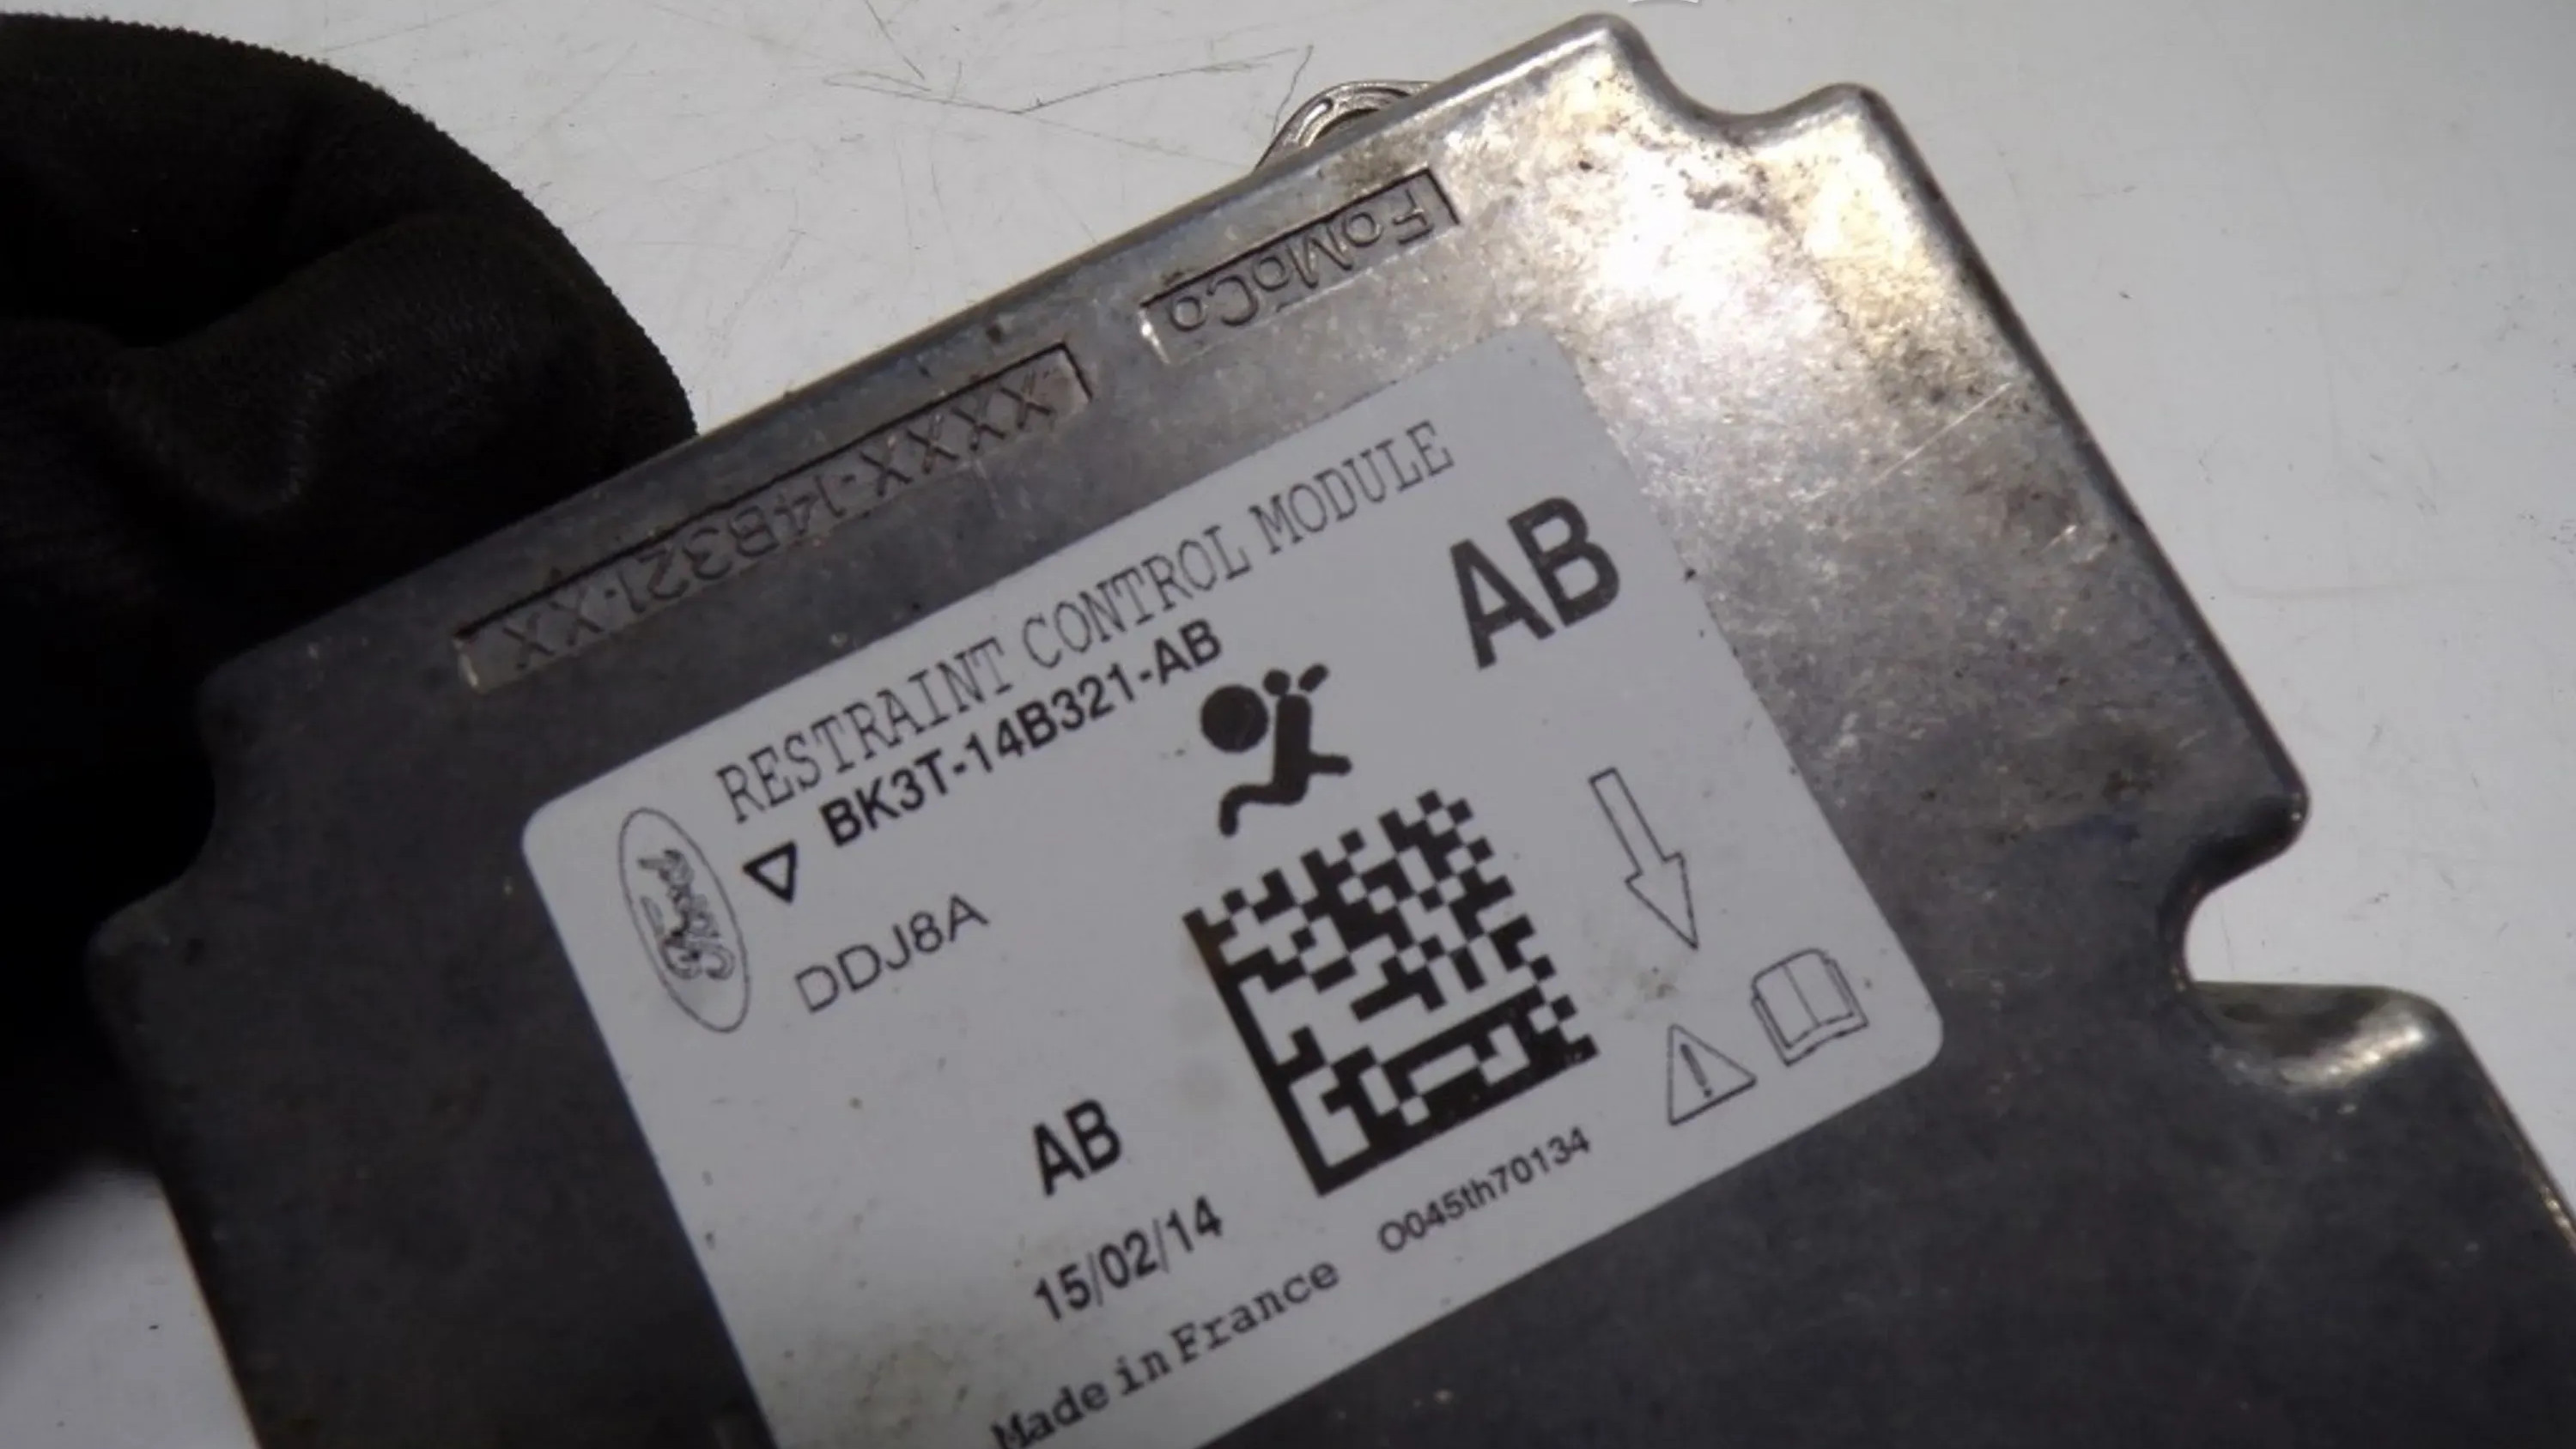 FoMoCo
XXXX-14B321-XX
RESTRAINT CONTROL MODULE
BK3T-14B321-AB
AB
Ford
DDJ8A
AB
15/02/14
O045th70134
Made in France